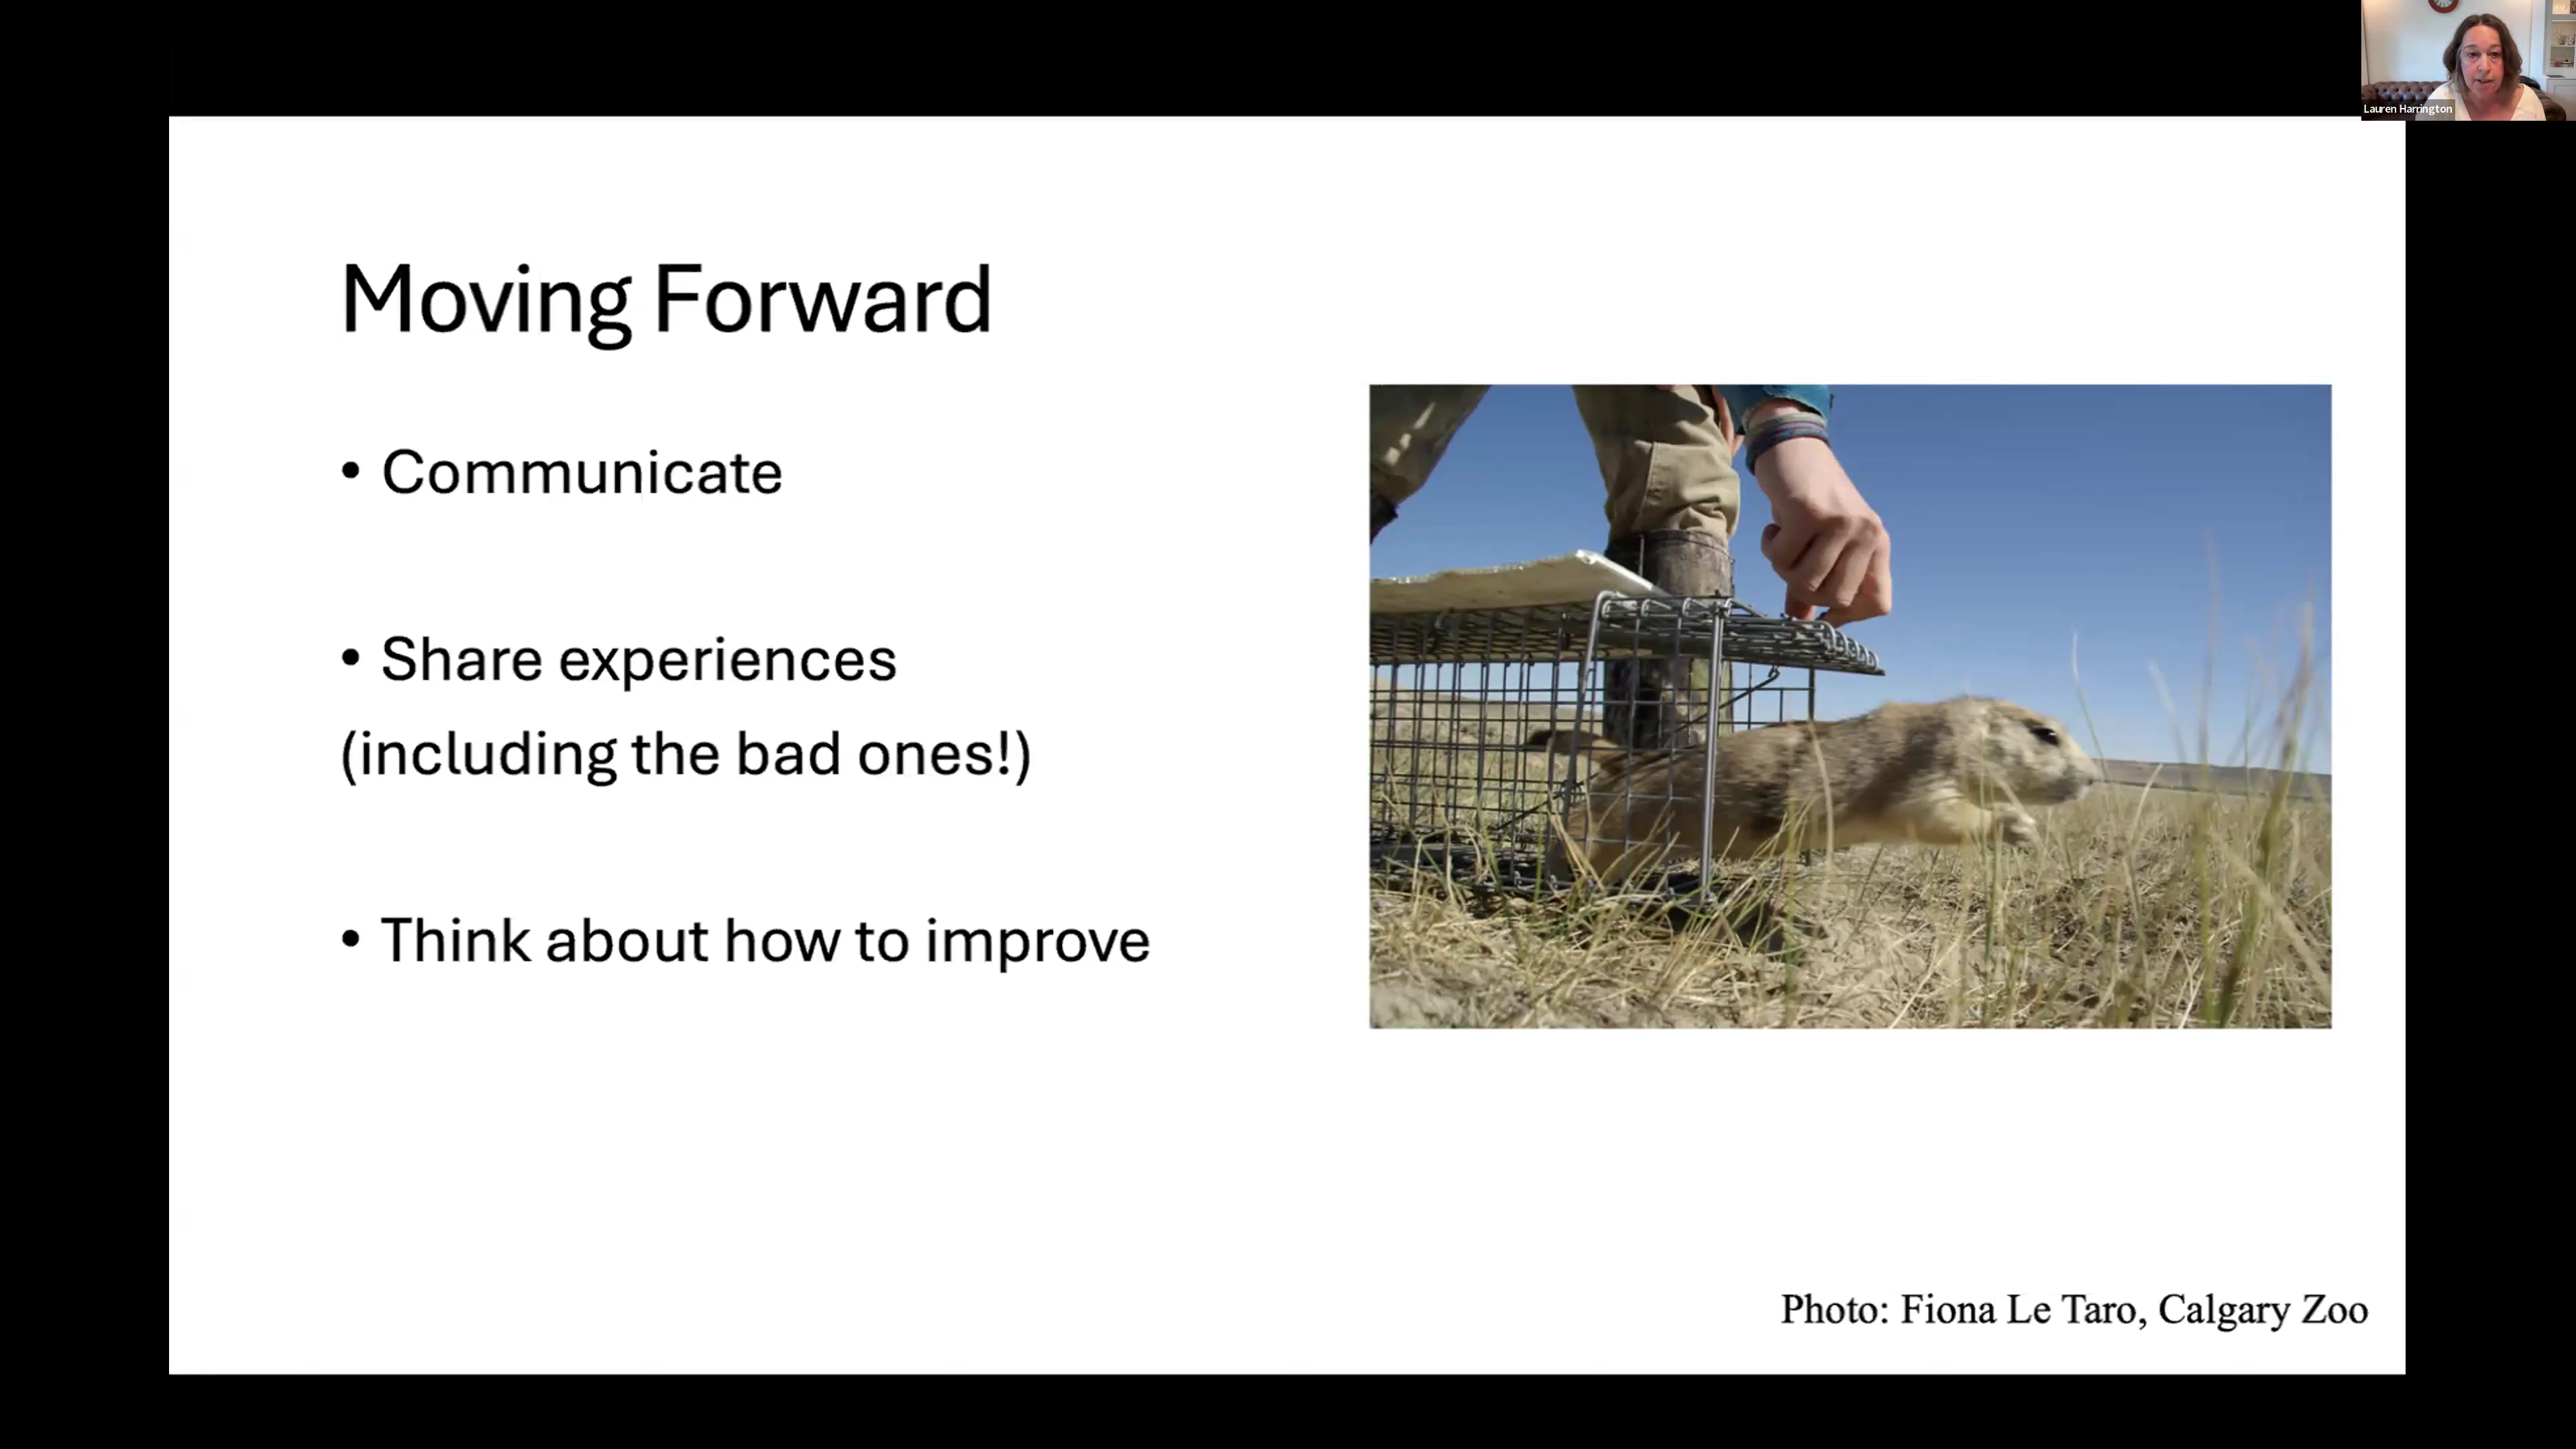 Lauren Harrington
Moving Forward
• Communicate
• Share experiences
(including the bad ones!)
• Think about how to improve
Photo: Fiona Le Taro, Calgary Zoo